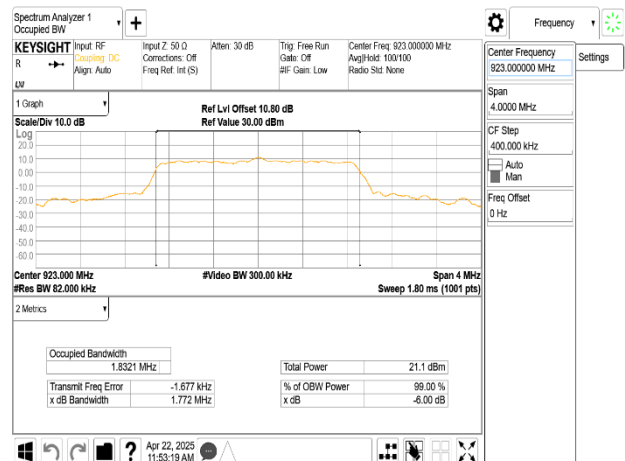 Spectrum Analyzer 1
Occupied BW
Frequency
KEYSIGHT
R
Input: RF
Coupling: DC
Align: Auto
Input Z: 50 Ω
Corrections: Off
Freq Ref: Int (S)
Atten: 30 dB
Trig: Free Run
Gate: Off
#IF Gain: Low
Center Freq: 923.000000 MHz
Avg|Hold: 100/100
Radio Std: None
Center Frequency
923.000000 MHz
Settings
Span
4.0000 MHz
CF Step
400.000 kHz
Auto
Man
Freq Offset
0 Hz
1 Graph
Scale/Div 10.0 dB
Ref Lvl Offset 10.80 dB
Ref Value 30.00 dBm
Log
20.0
10.0
0.00
-10.0
-20.0
-30.0
-40.0
-50.0
-60.0
Center 923.000 MHz
#Video BW 300.00 kHz
Span 4 MHz
#Res BW 82.000 kHz
Sweep 1.80 ms (1001 pts)
2 Metrics
Occupied Bandwidth
1.8321 MHz
Total Power 21.1 dBm
Transmit Freq Error -1.677 kHz
% of OBW Power 99.00 %
x dB Bandwidth 1.772 MHz
x dB -6.00 dB
?
Apr 22, 2025
11:53:19 AM